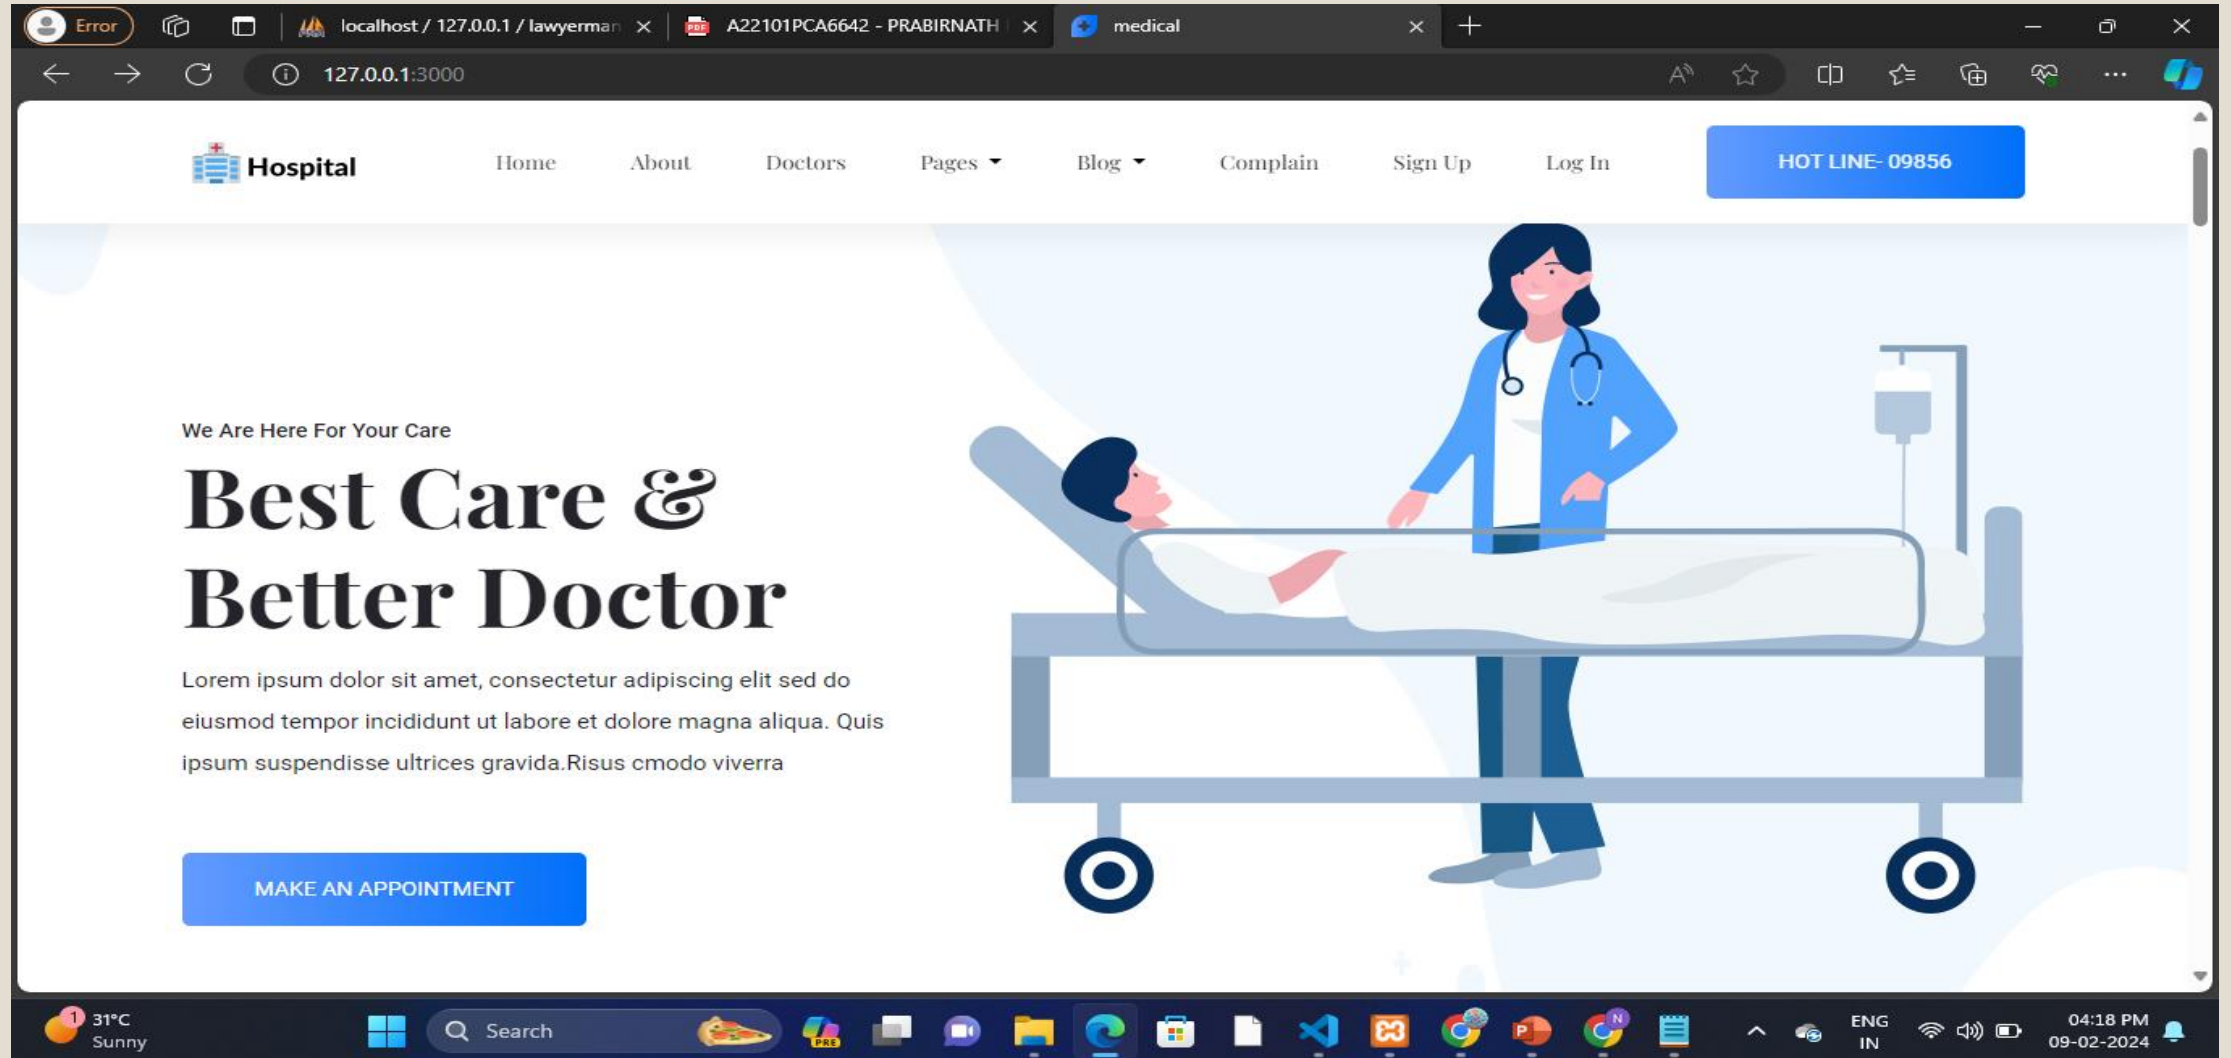 Error
localhost / 127.0.0.1 / lawyerman
A22101PCA6642 - PRABIRNATH
medical
127.0.0.1:3000
Hospital
Home About Doctors Pages Blog Complain Sign Up Log In
HOT LINE- 09856
We Are Here For Your Care
Best Care &
Better Doctor
Lorem ipsum dolor sit amet, consectetur adipiscing elit sed do
eiusmod tempor incididunt ut labore et dolore magna aliqua. Quis
ipsum suspendisse ultrices gravida.Risus cmodo viverra
MAKE AN APPOINTMENT
1
31°C
Sunny
Search
PRE
N
ENG
IN
04:18 PM
09-02-2024